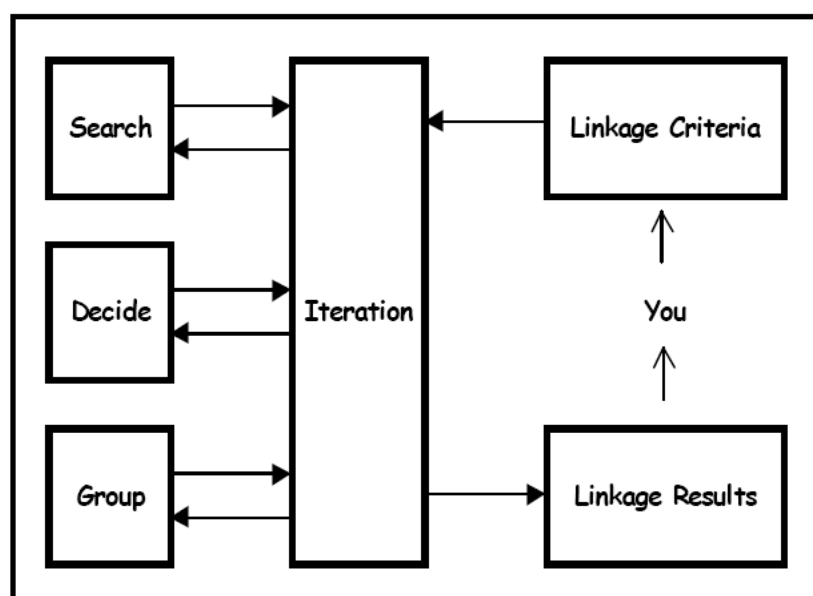 Search
Linkage Criteria
Decide
Iteration
You
Group
Linkage Results